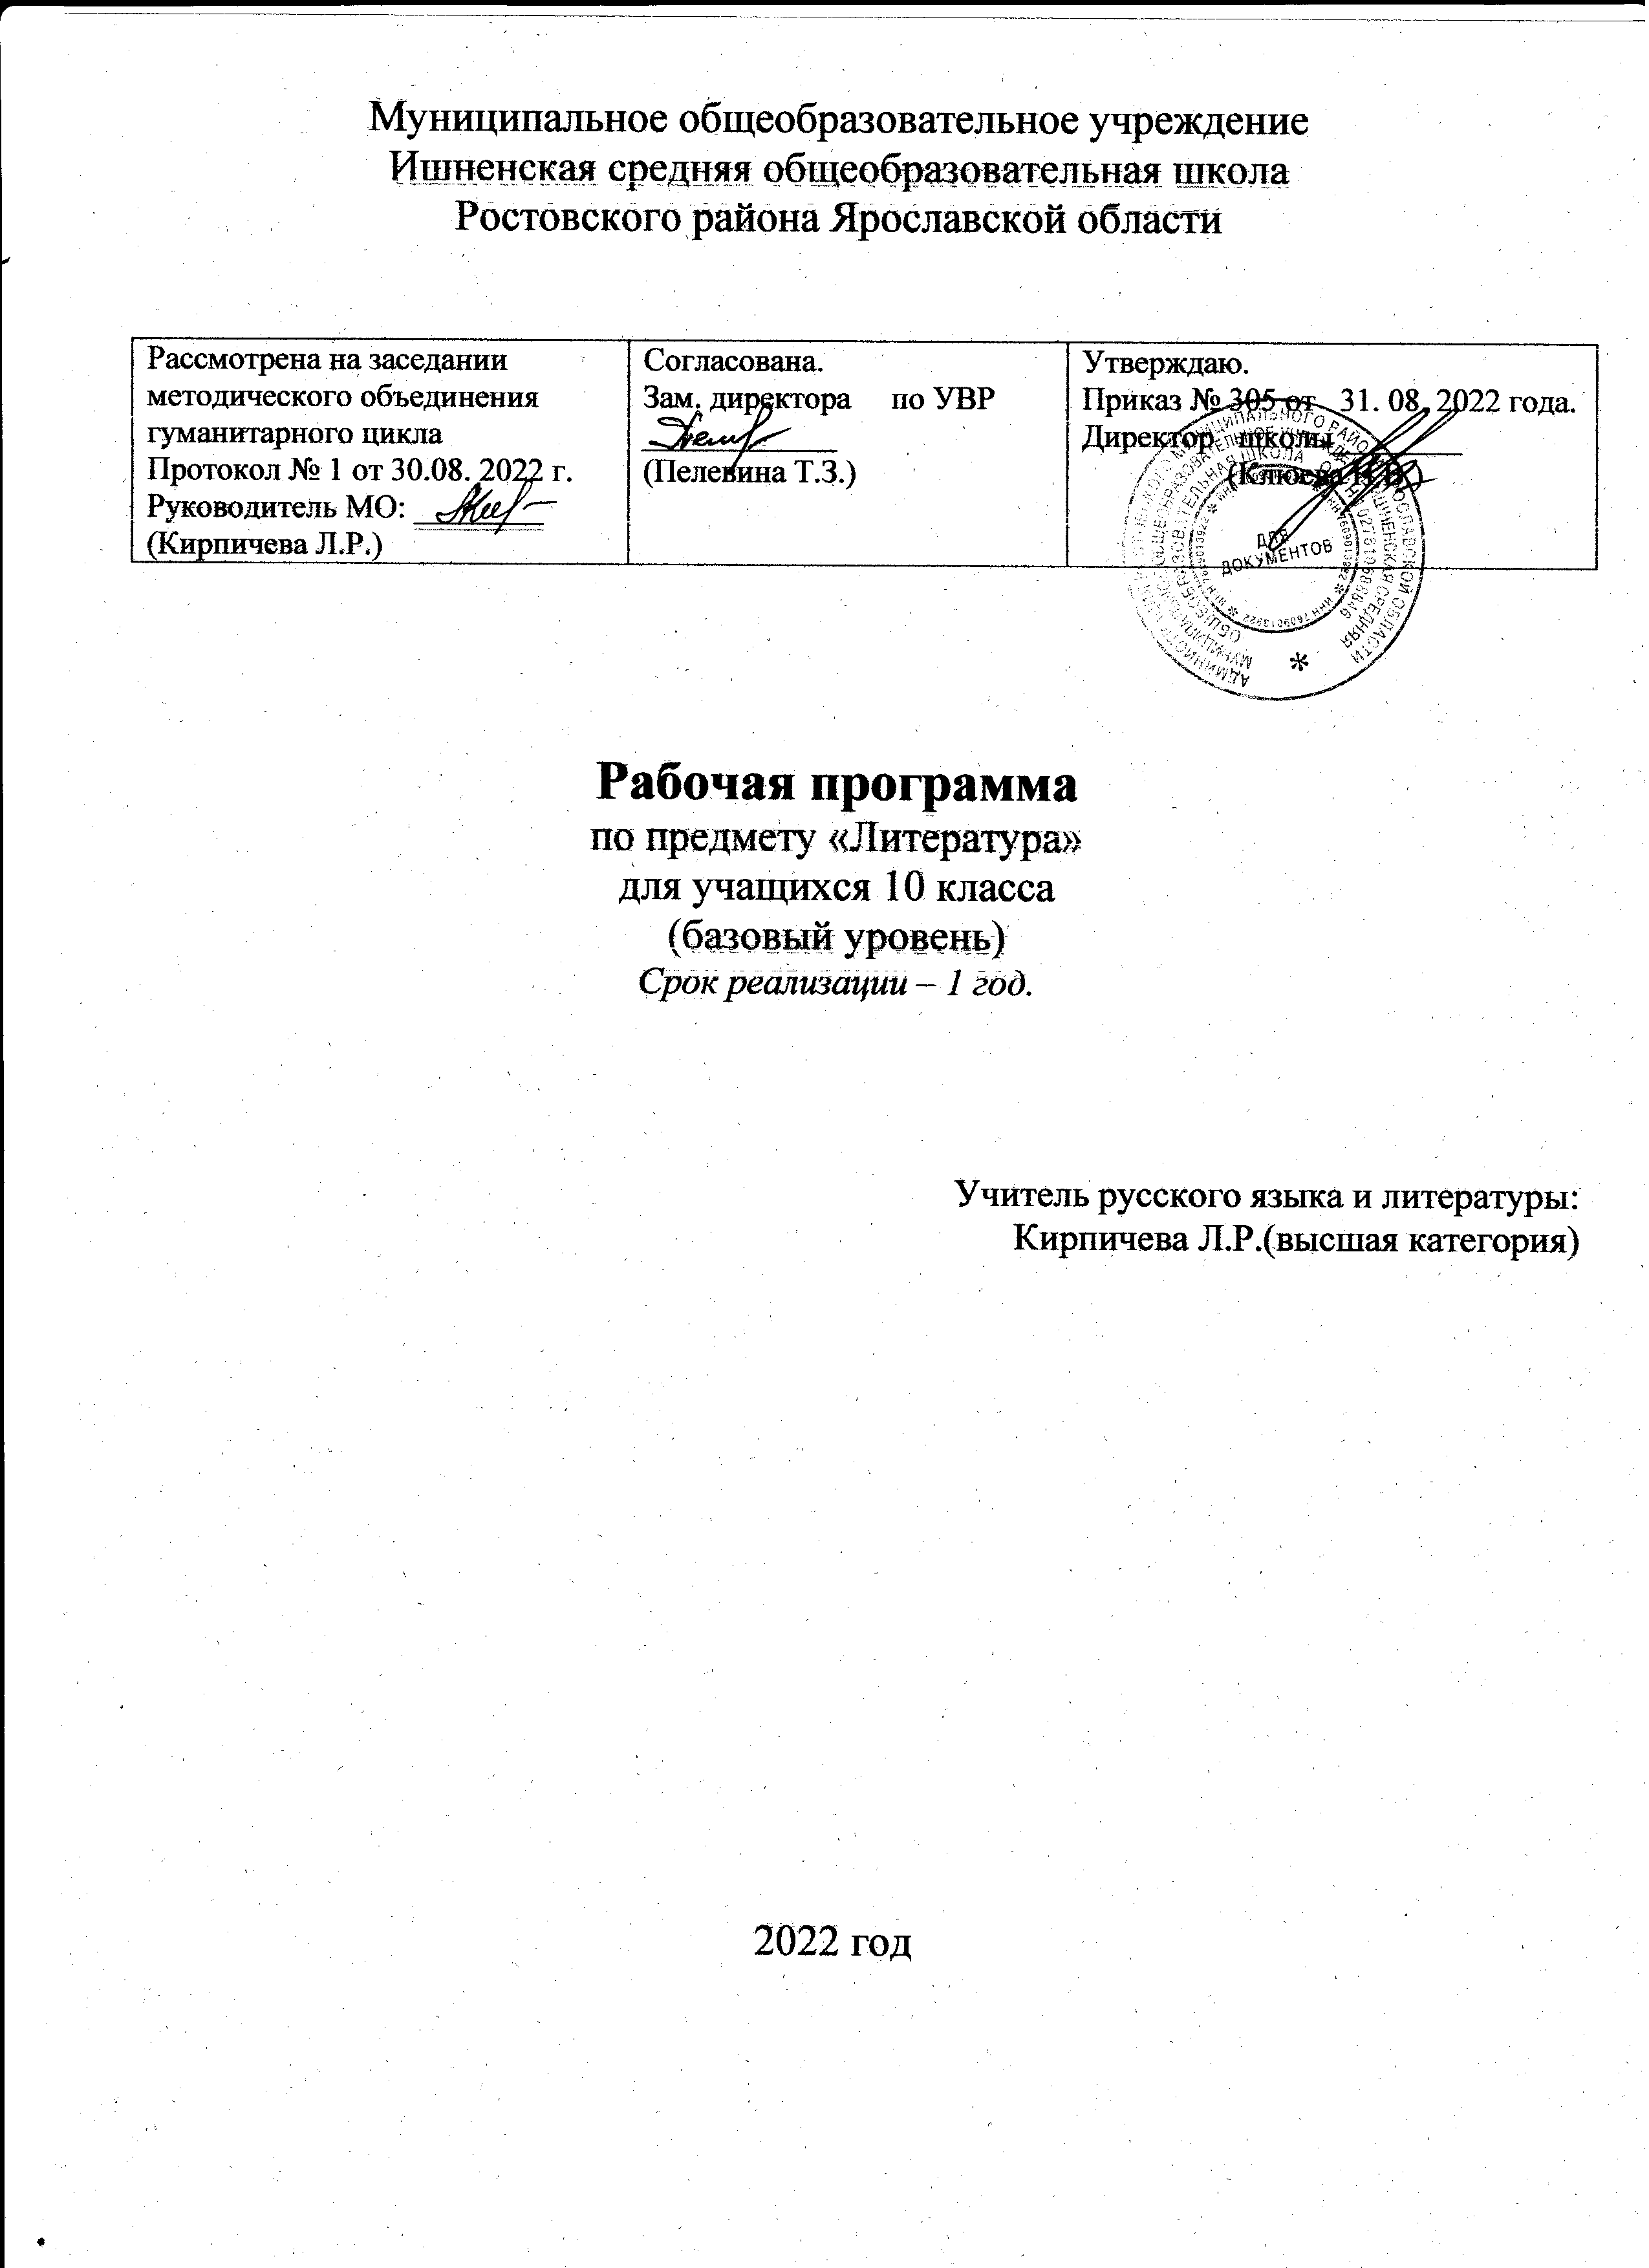 Муниципальное общеобразовательное учреждение
Ишненская средняя общеобразовательная школа
Ростовского района Ярославской области
Рассмотрена на заседании
методического объединения
гуманитарного цикла
Протокол № 1 от 30.08. 2022 г.
Руководитель МО:
(Кирпичева Л.Р.)
Согласована.
Зам. директора по УВР
(Пелевина Т.З.)
Утверждаю.
Приказ № 305 от 31. 08. 2022 года.
Директор школы
(Клюева
ДЛЯ
ДОКУМЕНТОВ
Рабочая программа
по предмету «Литература»
для учащихся 10 класса
(базовый уровень)
Срок реализации – 1 год.
Учитель русского языка и литературы:
Кирпичева Л.Р.(высшая категория)
2022 год